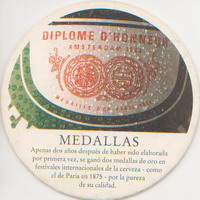 DIPLOME D'HONNEUR
AMSTERDAM
MEDALLAS
Apenas dos años después de haber sido elaborada
por primera vez, se ganó dos medallas de oro en
festivales internacionales de la cerveza - como
el de Paris en 1875 - por la pureza
de su calidad.